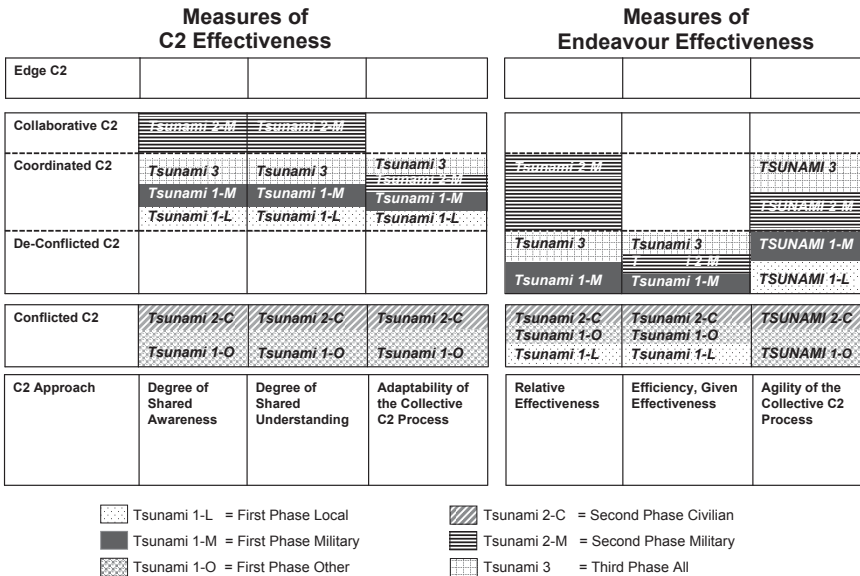 Measures of
C2 Effectiveness
Measures of
Endeavour Effectiveness
Edge C2
Collaborative C2
Tsunami 2-M Tsunami 2-M
Coordinated C2
Tsunami 3 Tsunami 3 Tsunami 3
Tsunami 2-M
Tsunami 1-M Tsunami 1-M Tsunami 1-M
Tsunami 1-L Tsunami 1-L Tsunami 1-L
Tsunami 2-M TSUNAMI 3
TSUNAMI 2-M
De-Conflicted C2
Tsunami 3 Tsunami 3 TSUNAMI 1-M
T 2-M
Tsunami 1-M Tsunami 1-M TSUNAMI 1-L
Conflicted C2
Tsunami 2-C Tsunami 2-C Tsunami 2-C
Tsunami 1-O Tsunami 1-O Tsunami 1-O
Tsunami 2-C Tsunami 2-C TSUNAMI 2-C
Tsunami 1-O Tsunami 1-O
Tsunami 1-L Tsunami 1-L TSUNAMI 1-O
C2 Approach
Degree of
Shared
Awareness
Degree of
Shared
Understanding
Adaptability of
the Collective
C2 Process
Relative
Effectiveness
Efficiency, Given
Effectiveness
Agility of the
Collective C2
Process
Tsunami 1-L = First Phase Local
Tsunami 1-M = First Phase Military
Tsunami 1-O = First Phase Other
Tsunami 2-C = Second Phase Civilian
Tsunami 2-M = Second Phase Military
Tsunami 3 = Third Phase All